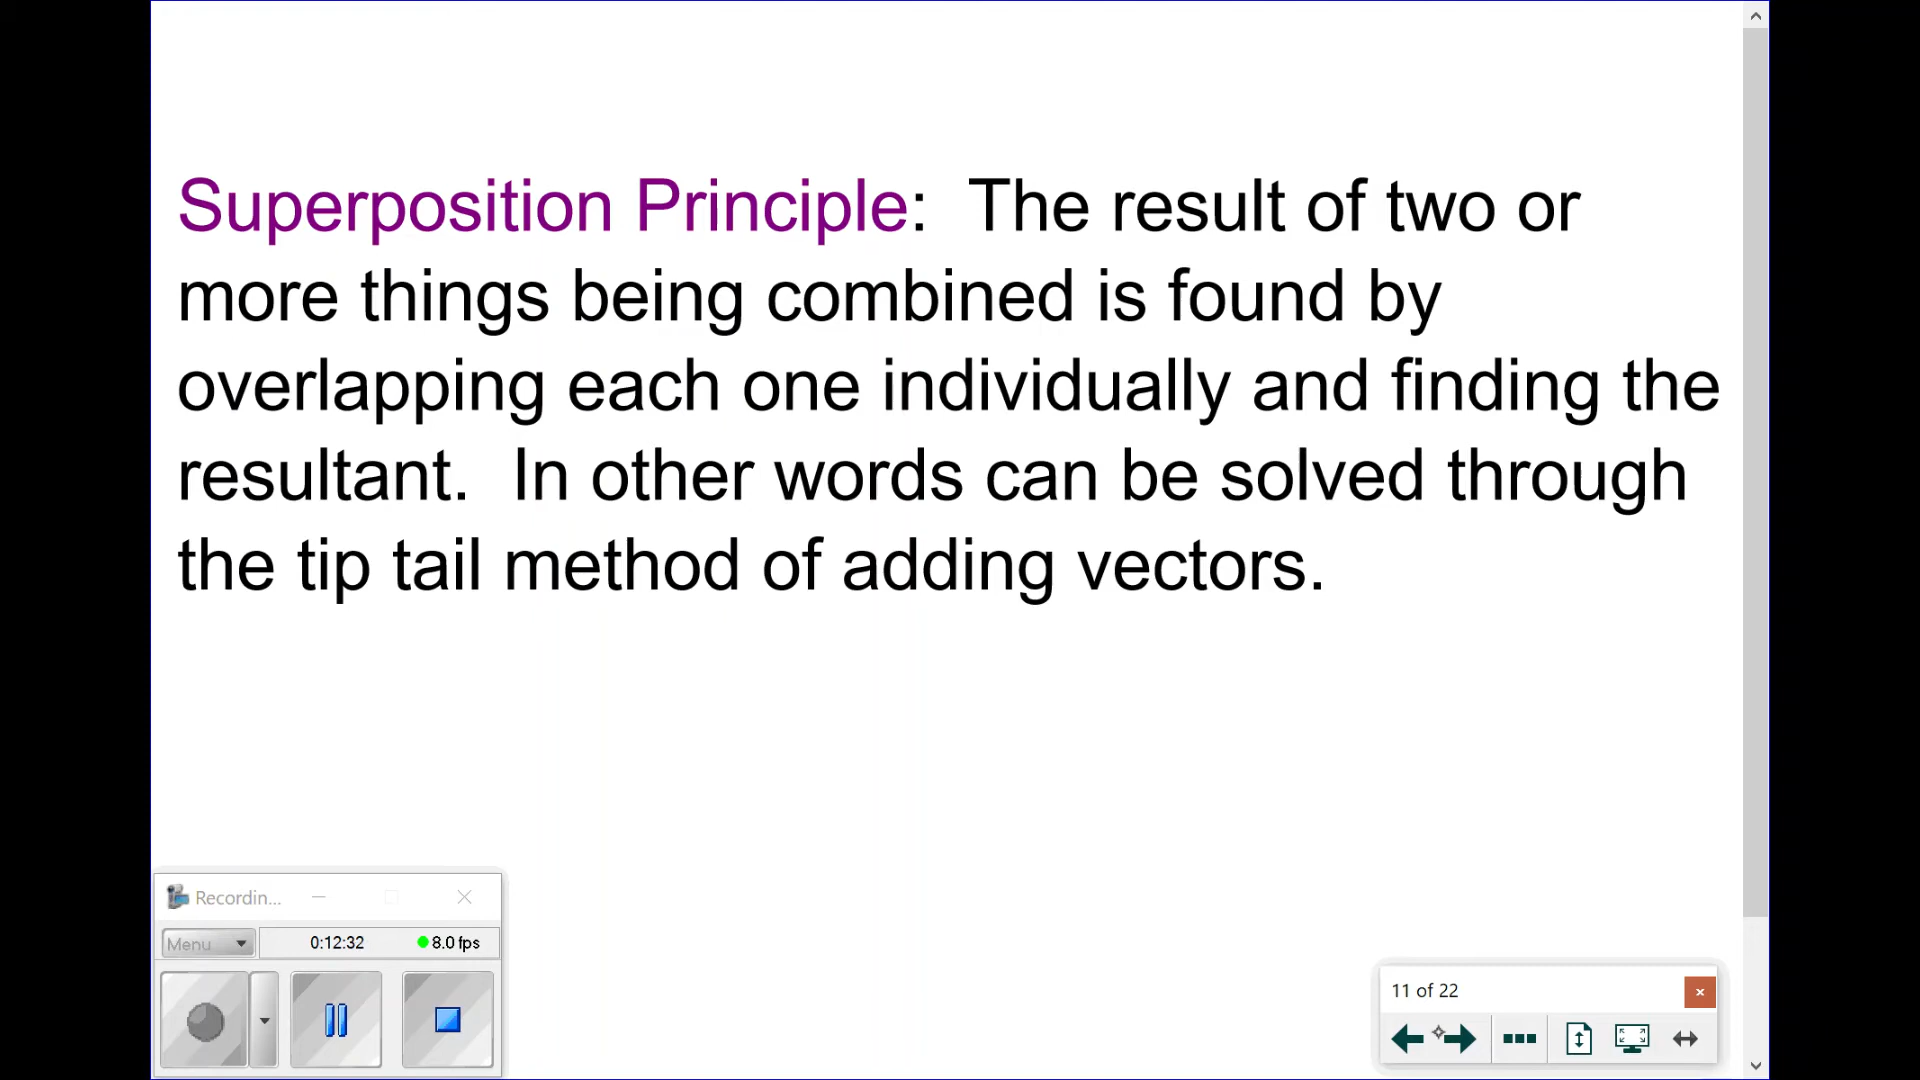 Superposition Principle:  The result of two or
more things being combined is found by
overlapping each one individually and finding the
resultant.  In other words can be solved through
the tip tail method of adding vectors.
Recordin...
Menu 0:12:32 8.0 fps
11 of 22